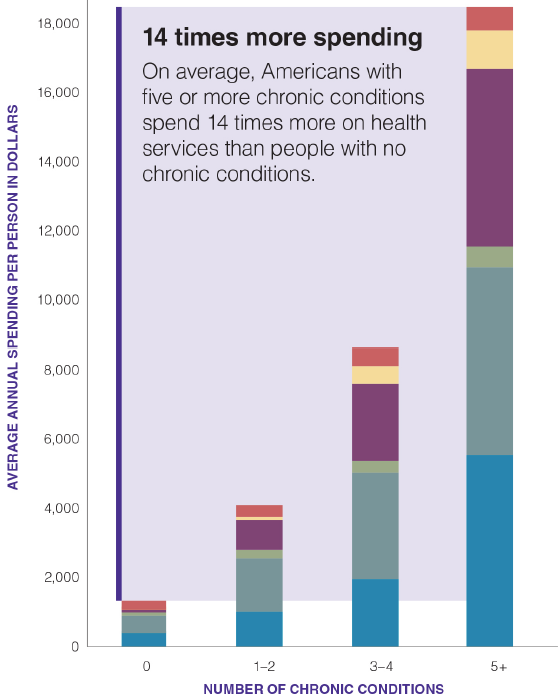 18,000
16,000
14,000
12,000
10,000
8,000
6,000
4,000
2,000
0
AVERAGE ANNUAL SPENDING PER PERSON IN DOLLARS
14 times more spending
On average, Americans with
five or more chronic conditions
spend 14 times more on health
services than people with no
chronic conditions.
0
1–2
3–4
5+
NUMBER OF CHRONIC CONDITIONS